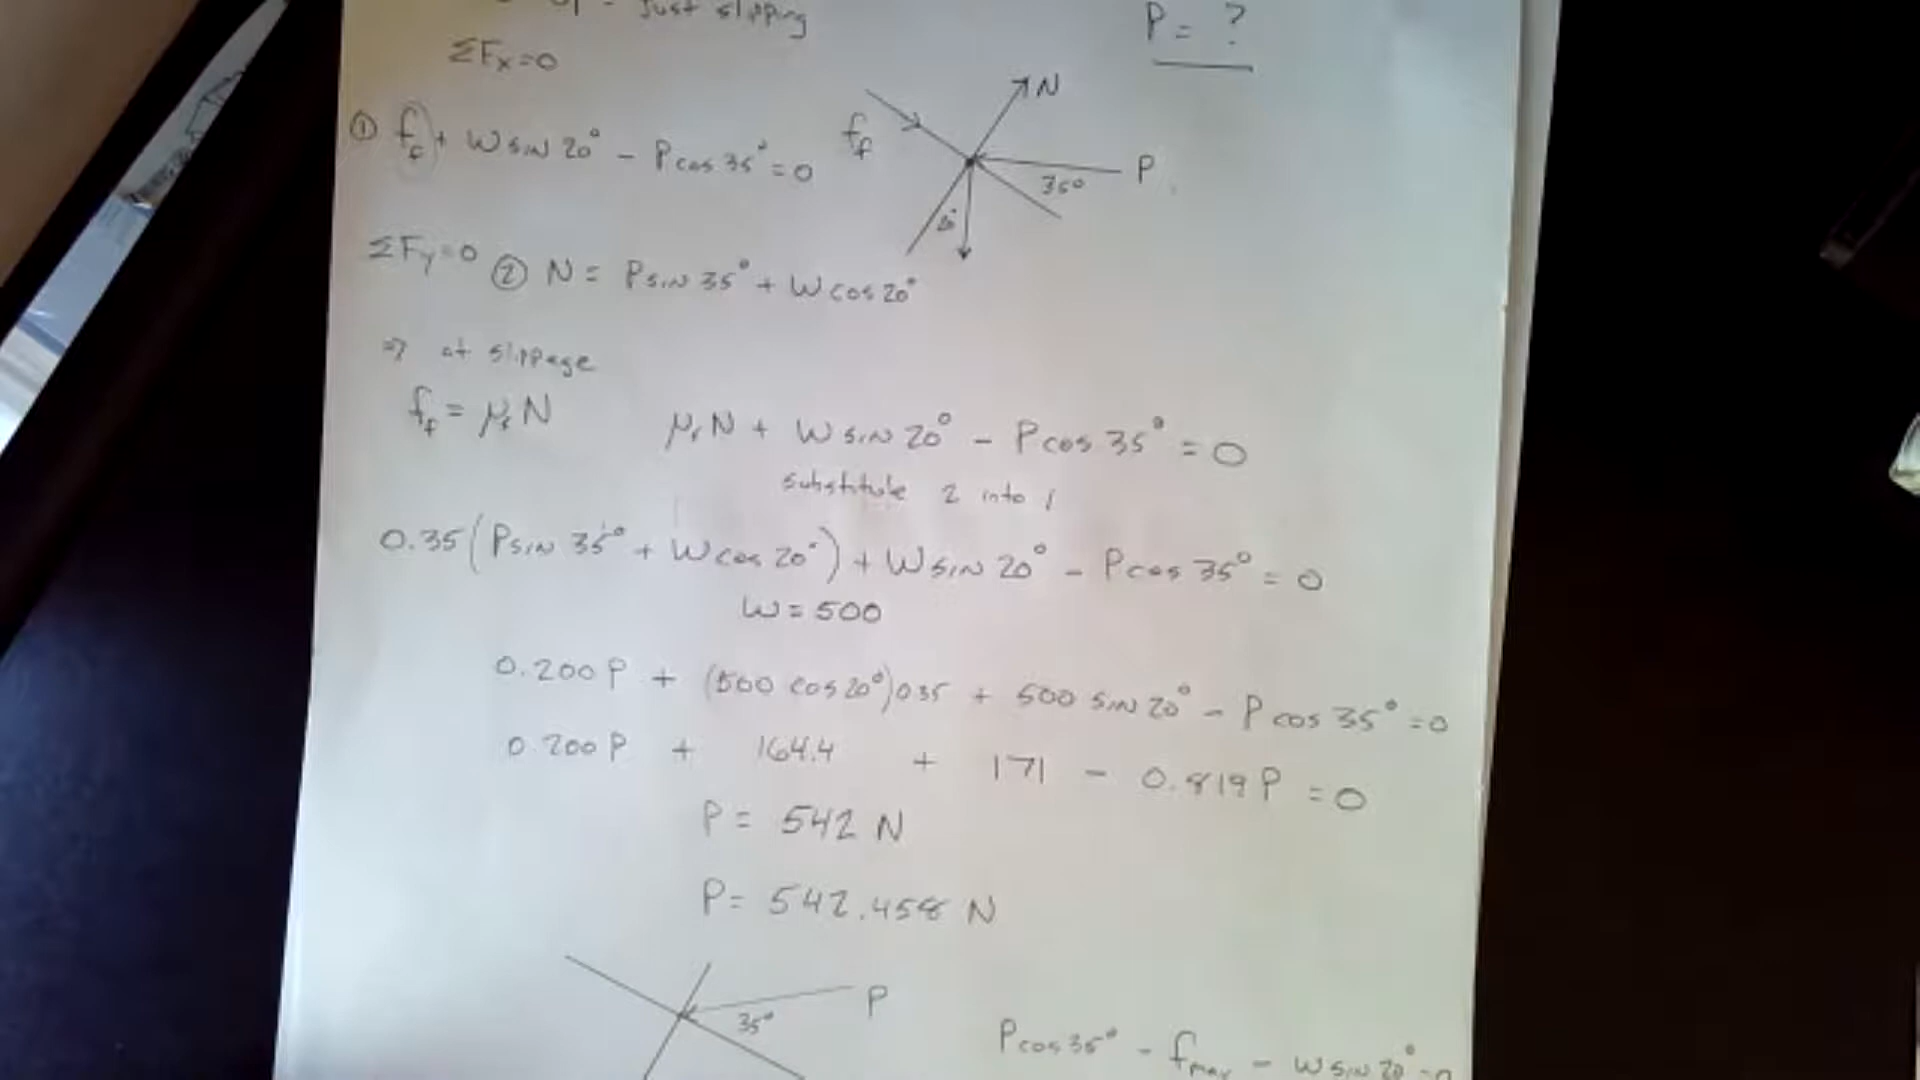 Just slipping
P = ?
ΣFx=0
① ff + W sin 20° - P cos 35° = 0
ff
N
P
35°
20°
ΣFy=0 ② N = P sin 35° + W cos 20°
⇒ at slippage
ff = μs N
μs N + W sin 20° - P cos 35° = 0
substitute 2 into 1
0.35 (P sin 35° + W cos 20°) + W sin 20° - P cos 35° = 0
W = 500
0.200 P + (500 cos 20°) 035 + 500 sin 20° - P cos 35° = 0
0.200 P + 164.4 + 171 - 0.819 P = 0
P = 542 N
P = 542.458 N
P
35°
P cos 35° - fmax - W sin 20° = 0